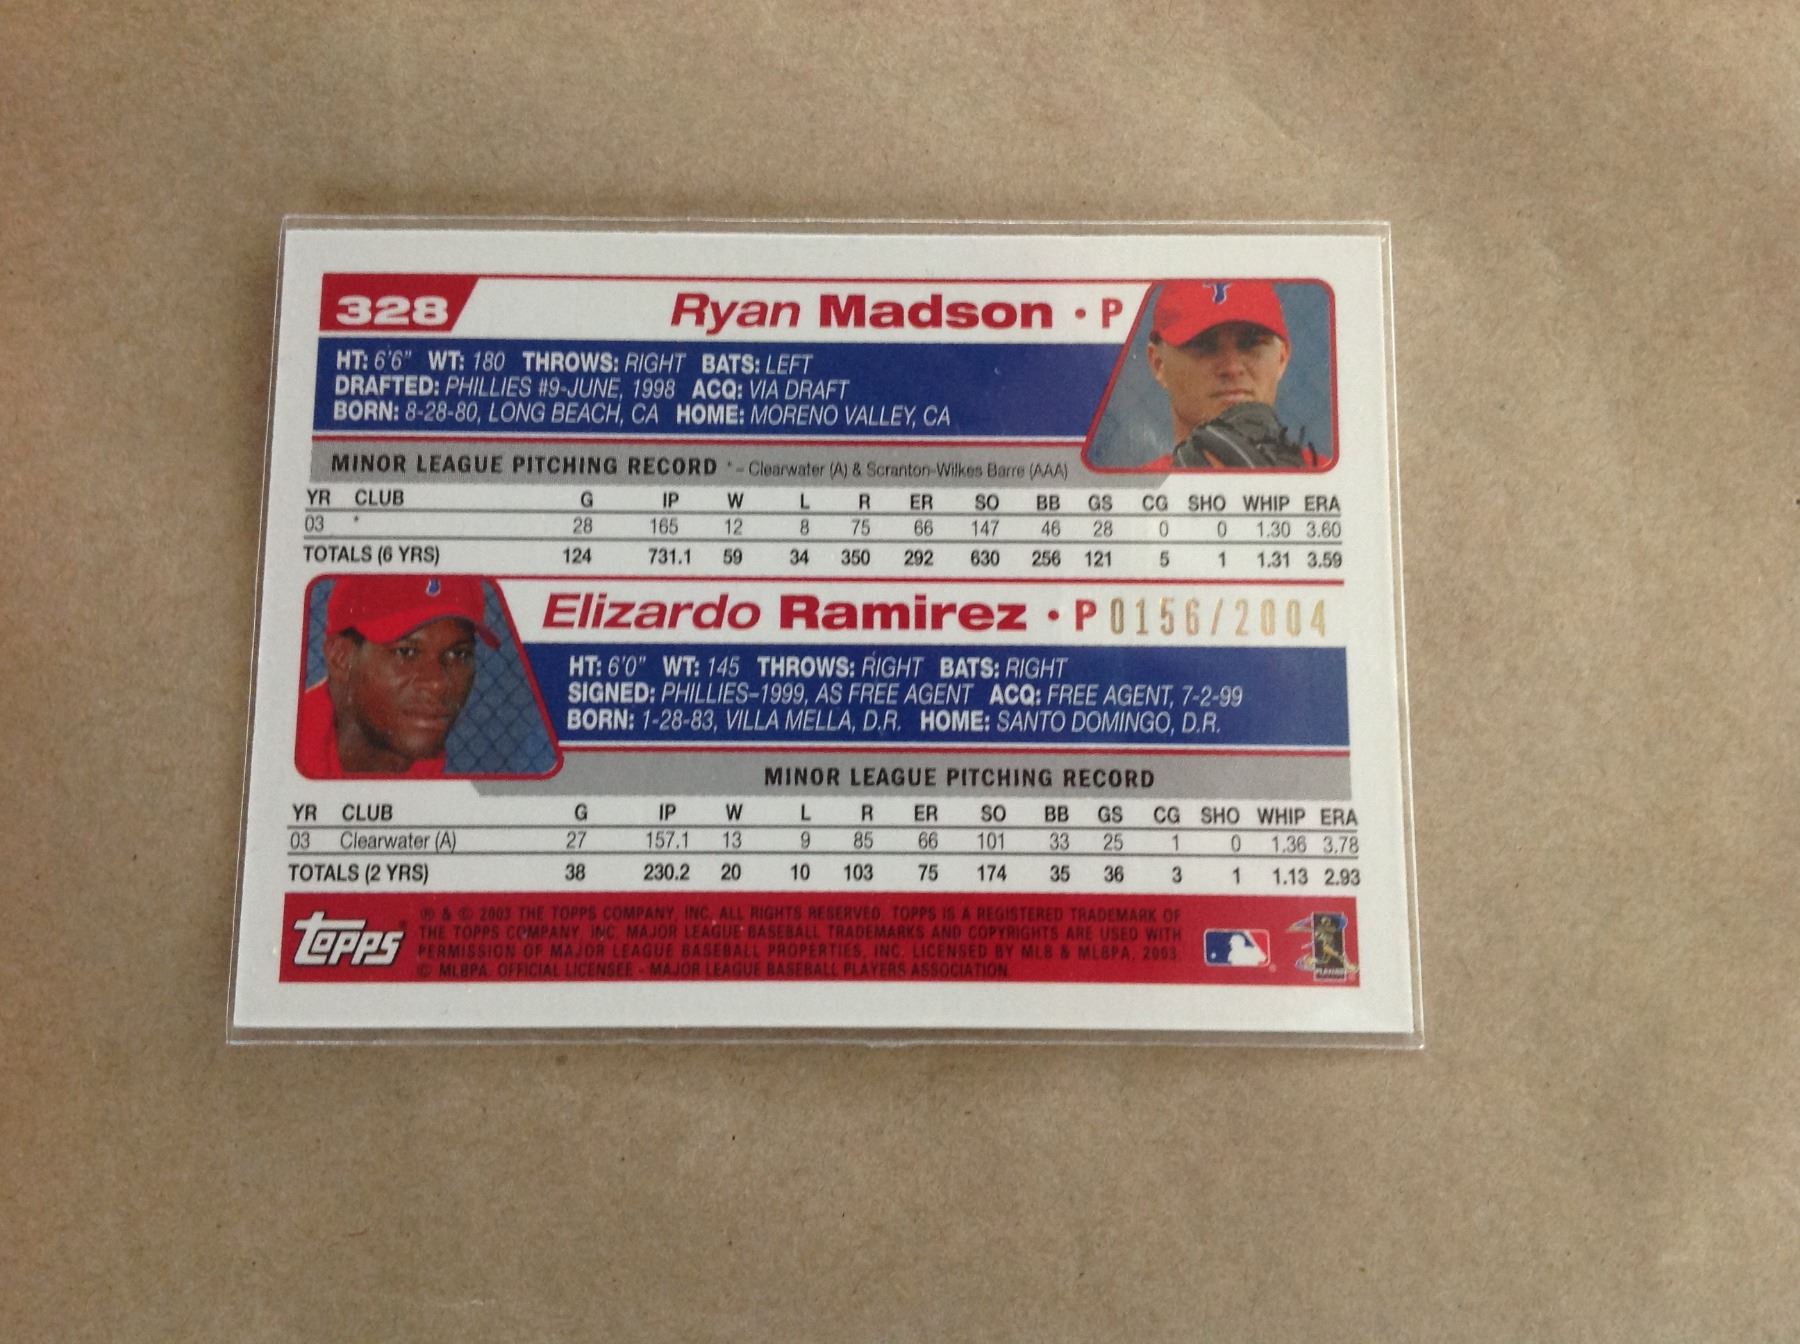 328 Ryan Madson • P
HT: 6'6" WT: 180 THROWS: RIGHT BATS: LEFT
DRAFTED: PHILLIES #9-JUNE, 1998 ACQ: VIA DRAFT
BORN: 8-28-80, LONG BEACH, CA HOME: MORENO VALLEY, CA
MINOR LEAGUE PITCHING RECORD * – Clearwater (A) & Scranton-Wilkes Barre (AAA)
YR CLUB G IP W L R ER SO BB GS CG SHO WHIP ERA
03 * 28 165 12 8 75 66 147 46 28 0 0 1.30 3.60
TOTALS (6 YRS) 124 731.1 59 34 350 292 630 256 121 5 1 1.31 3.59
Elizardo Ramirez • P 0156/2004
HT: 6'0" WT: 145 THROWS: RIGHT BATS: RIGHT
SIGNED: PHILLIES–1999, AS FREE AGENT ACQ: FREE AGENT, 7-2-99
BORN: 1-28-83, VILLA MELLA, D.R. HOME: SANTO DOMINGO, D.R.
MINOR LEAGUE PITCHING RECORD
YR CLUB G IP W L R ER SO BB GS CG SHO WHIP ERA
03 Clearwater (A) 27 157.1 13 9 85 66 101 33 25 1 0 1.36 3.78
TOTALS (2 YRS) 38 230.2 20 10 103 75 174 35 36 3 1 1.13 2.93
topps
® & © 2003 THE TOPPS COMPANY, INC. ALL RIGHTS RESERVED. TOPPS IS A REGISTERED TRADEMARK OF
THE TOPPS COMPANY, INC. MAJOR LEAGUE BASEBALL TRADEMARKS AND COPYRIGHTS ARE USED WITH
PERMISSION OF MAJOR LEAGUE BASEBALL PROPERTIES, INC. LICENSED BY MLB & MLBPA, 2003.
© MLBPA. OFFICIAL LICENSEE - MAJOR LEAGUE BASEBALL PLAYERS ASSOCIATION.